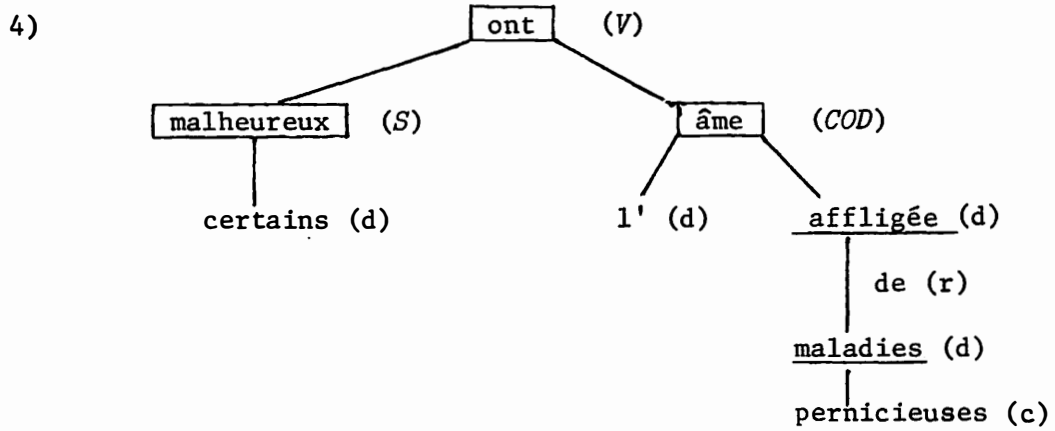 4)
ont (V)
malheureux (S) âme (COD)
certains (d) l' (d) affligée (d)
de (r)
maladies (d)
pernicieuses (c)